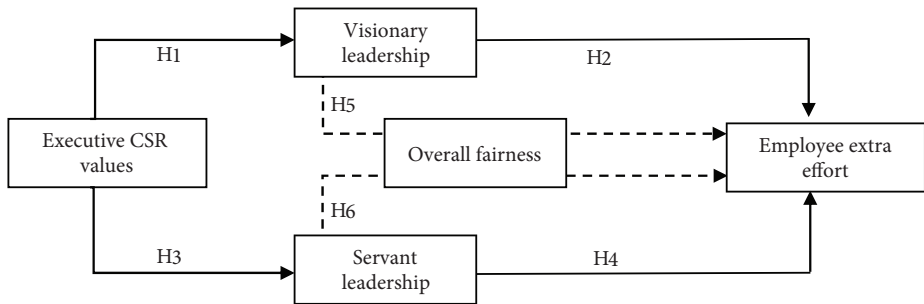 Visionary
leadership
H1
H2
H5
Executive CSR
values
Overall fairness
Employee extra
effort
H6
H3
Servant
leadership
H4